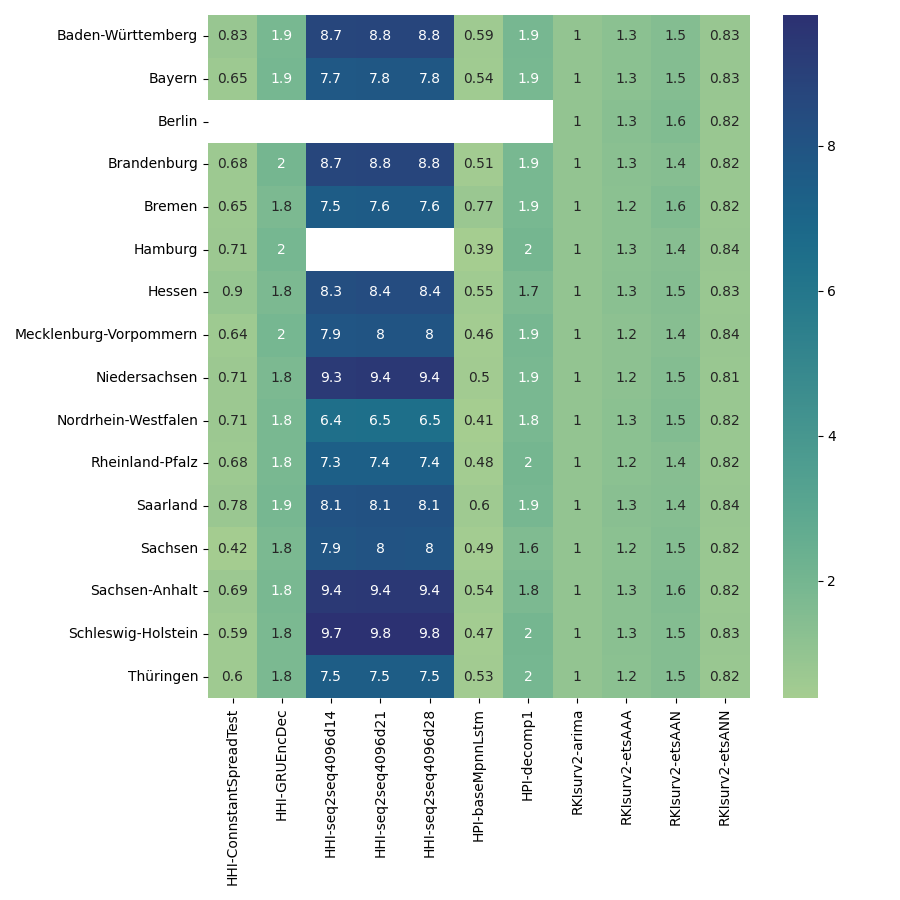 Baden-Württemberg 0.83 1.9 8.7 8.8 8.8 0.59 1.9 1 1.3 1.5 0.83
Bayern 0.65 1.9 7.7 7.8 7.8 0.54 1.9 1 1.3 1.5 0.83
Berlin 1 1.3 1.6 0.82
Brandenburg 0.68 2 8.7 8.8 8.8 0.51 1.9 1 1.3 1.4 0.82
Bremen 0.65 1.8 7.5 7.6 7.6 0.77 1.9 1 1.2 1.6 0.82
Hamburg 0.71 2 0.39 2 1 1.3 1.4 0.84
Hessen 0.9 1.8 8.3 8.4 8.4 0.55 1.7 1 1.3 1.5 0.83
Mecklenburg-Vorpommern 0.64 2 7.9 8 8 0.46 1.9 1 1.2 1.4 0.84
Niedersachsen 0.71 1.8 9.3 9.4 9.4 0.5 1.9 1 1.2 1.5 0.81
Nordrhein-Westfalen 0.71 1.8 6.4 6.5 6.5 0.41 1.8 1 1.3 1.5 0.82
Rheinland-Pfalz 0.68 1.8 7.3 7.4 7.4 0.48 2 1 1.2 1.4 0.82
Saarland 0.78 1.9 8.1 8.1 8.1 0.6 1.9 1 1.3 1.4 0.84
Sachsen 0.42 1.8 7.9 8 8 0.49 1.6 1 1.2 1.5 0.82
Sachsen-Anhalt 0.69 1.8 9.4 9.4 9.4 0.54 1.8 1 1.3 1.6 0.82
Schleswig-Holstein 0.59 1.8 9.7 9.8 9.8 0.47 2 1 1.3 1.5 0.83
Thüringen 0.6 1.8 7.5 7.5 7.5 0.53 2 1 1.2 1.5 0.82
HHI-ConnstantSpreadTest
HHI-GRUEncDec
HHI-seq2seq4096d14
HHI-seq2seq4096d21
HHI-seq2seq4096d28
HPI-baseMpnnLstm
HPI-decomp1
RKIsurv2-arima
RKIsurv2-etsAAA
RKIsurv2-etsAAN
RKIsurv2-etsANN
8
6
4
2